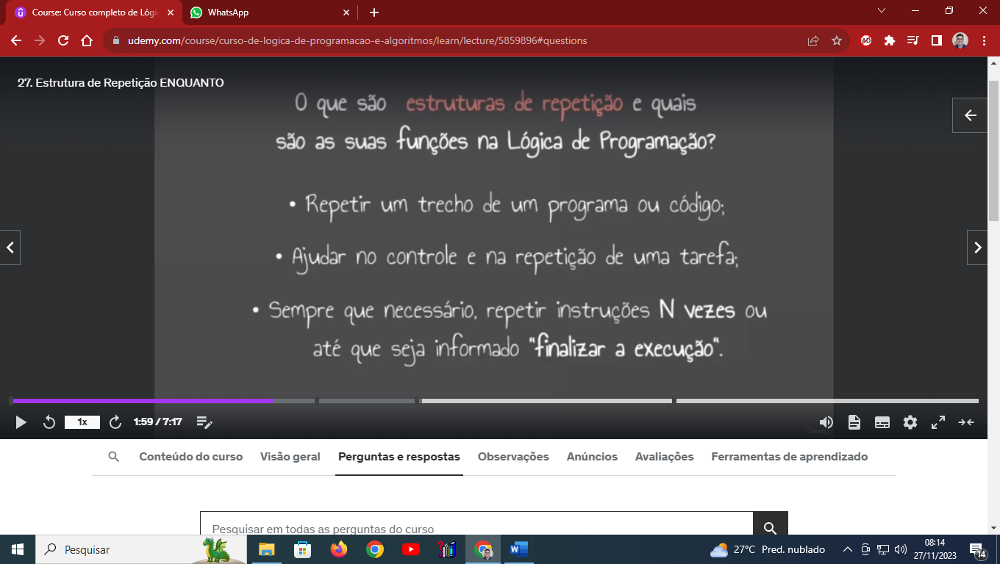 Course: Curso completo de Lógi
WhatsApp
udemy.com/course/curso-de-logica-de-programacao-e-algoritmos/learn/lecture/5859896#questions
27. Estrutura de Repetição ENQUANTO
O que são estruturas de repetição e quais
são as suas funções na Lógica de Programação?
• Repetir um trecho de um programa ou código;
• Ajudar no controle e na repetição de uma tarefa;
• Sempre que necessário, repetir instruções N vezes ou
até que seja informado "finalizar a execução".
1x
1:59 / 7:17
Conteúdo do curso Visão geral Perguntas e respostas Observações Anúncios Avaliações Ferramentas de aprendizado
Pesquisar em todas as perguntas do curso
Pesquisar
27°C Pred. nublado
08:14
27/11/2023
14